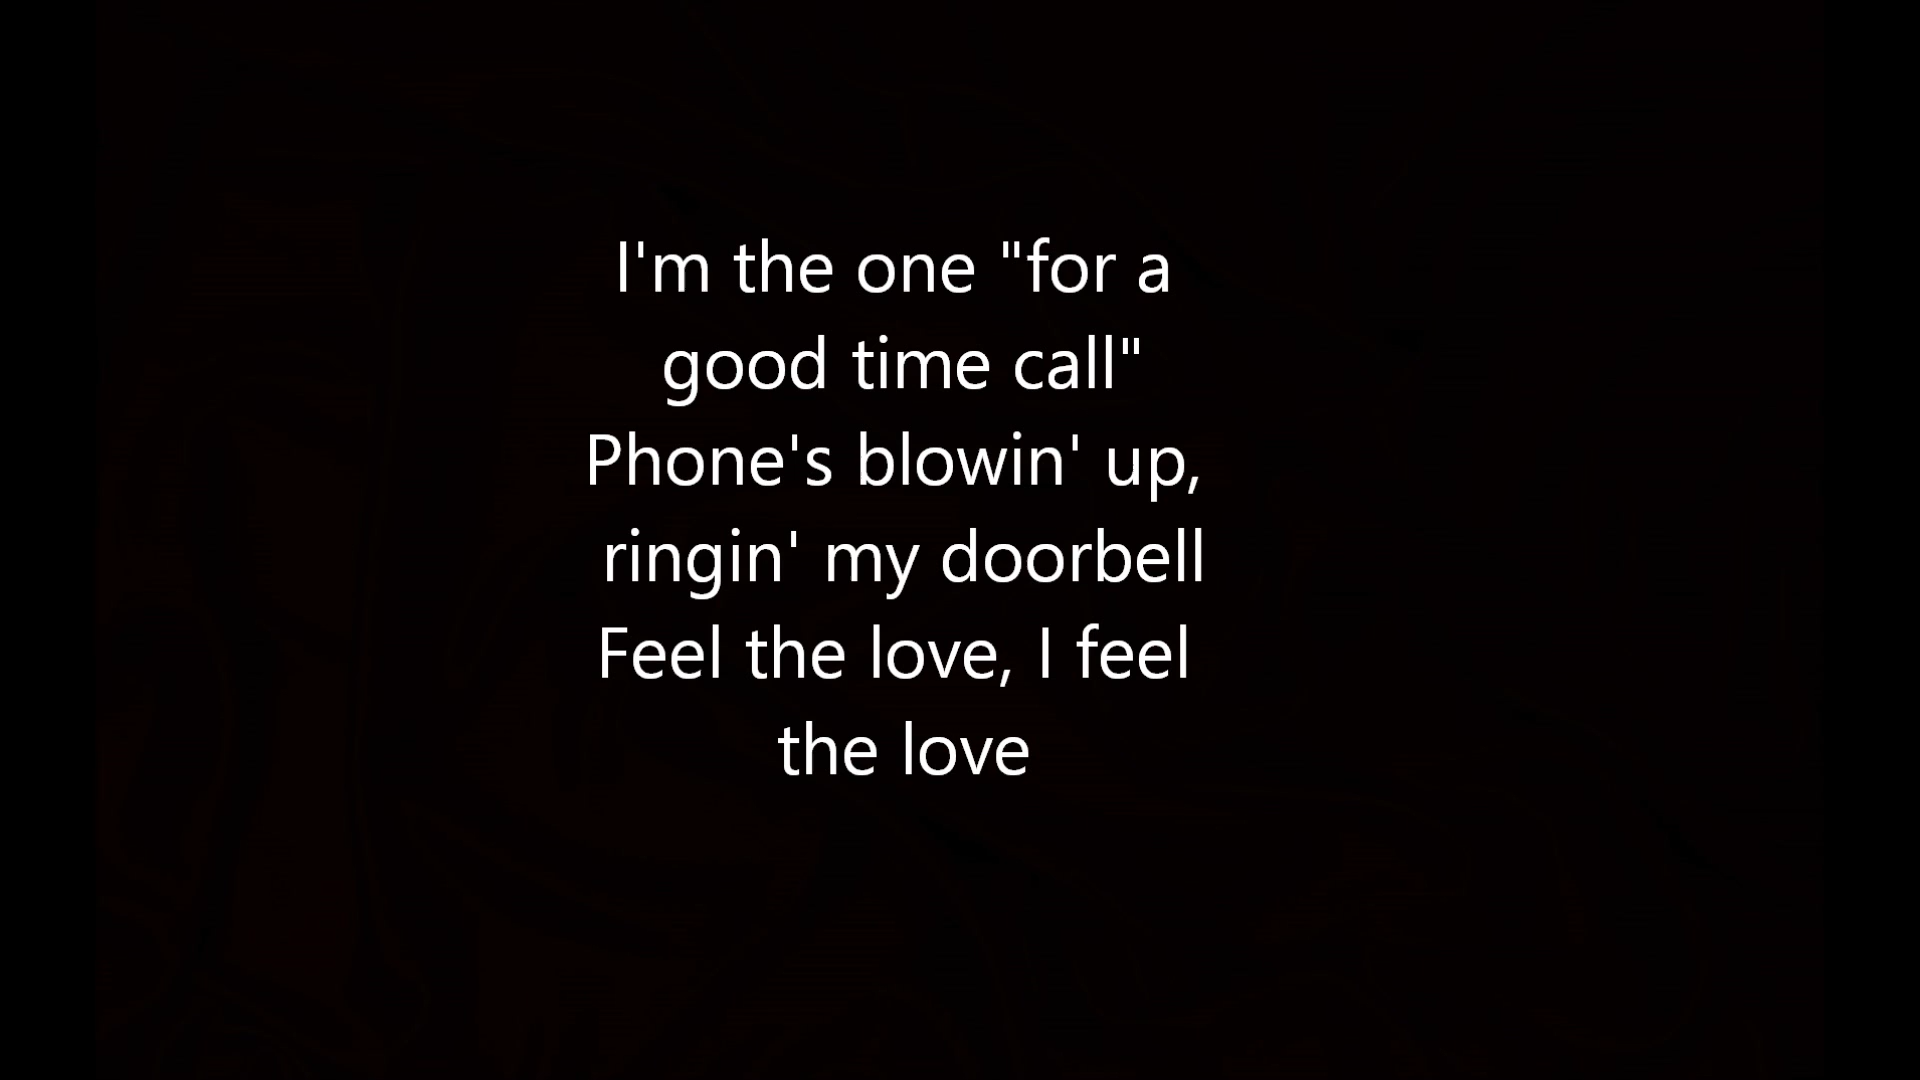 I'm the one "for a
good time call"
Phone's blowin' up,
ringin' my doorbell
Feel the love, I feel
the love